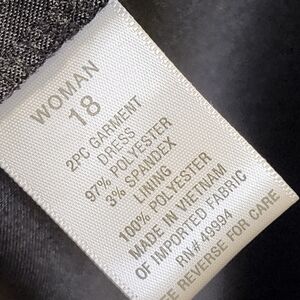 WOMAN
18
2PC GARMENT
DRESS
97% POLYESTER
3% SPANDEX
LINING
100% POLYESTER
MADE IN VIETNAM
OF IMPORTED FABRIC
RN# 49994
EE REVERSE FOR CARE